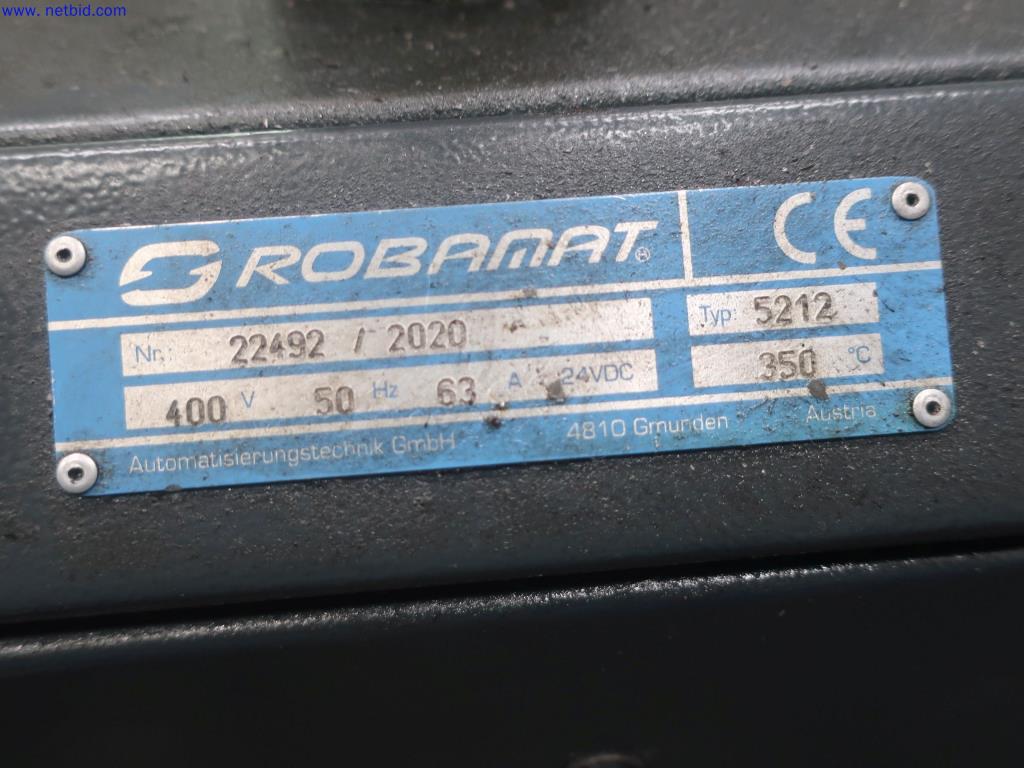 www.netbid.com
ROBAMAT®
CE
Nr.: 22492 / 2020
Typ: 5212
400 V 50 Hz 63 A 24VDC
350 °C
Automatisierungstechnik GmbH 4810 Gmunden Austria